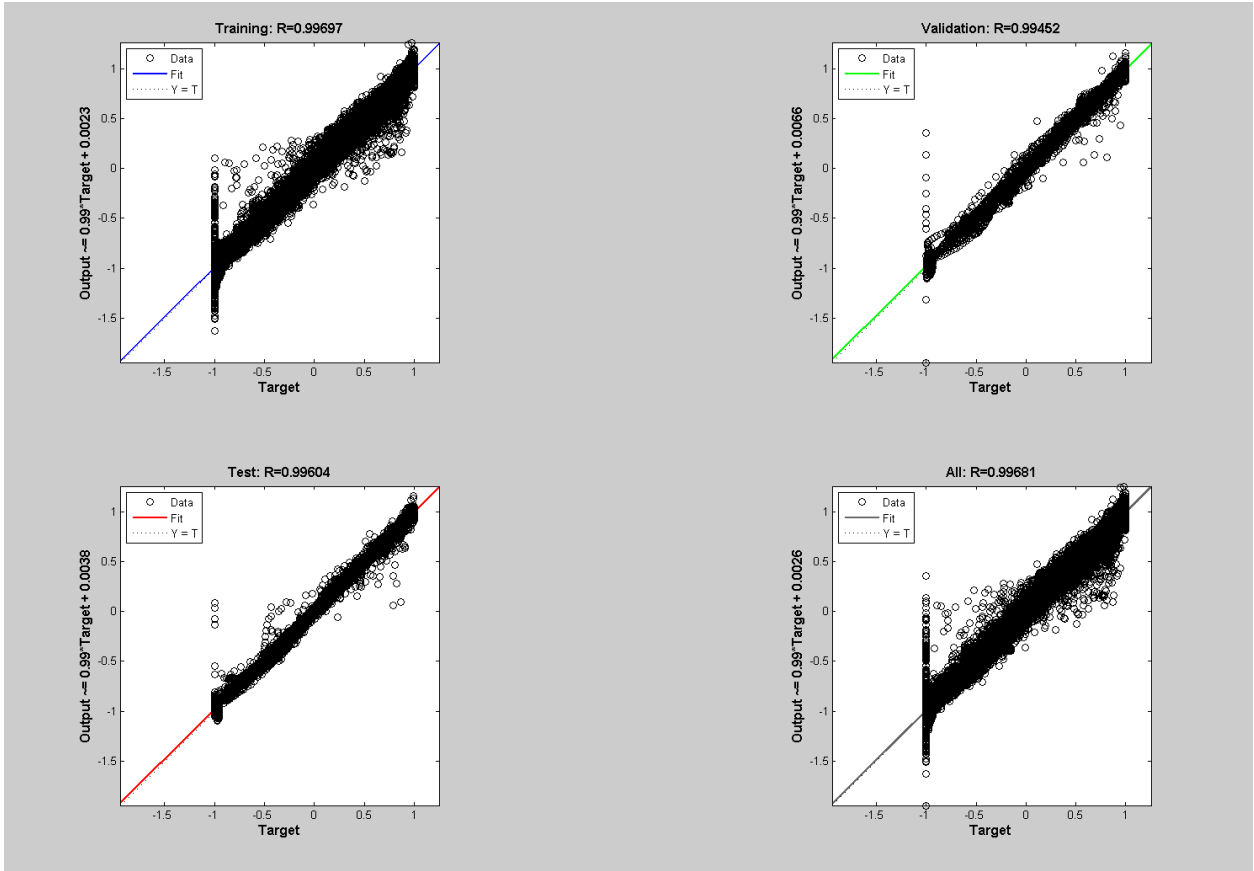 Training: R=0.99697
Data
Fit
Y = T
Output ~= 0.99*Target + 0.0023
1
0.5
0
-0.5
-1
-1.5
-1.5 -1 -0.5 0 0.5 1
Target
Validation: R=0.99452
Data
Fit
Y = T
Output ~= 0.99*Target + 0.0066
1
0.5
0
-0.5
-1
-1.5
-1.5 -1 -0.5 0 0.5 1
Target
Test: R=0.99604
Data
Fit
Y = T
Output ~= 0.99*Target + 0.0038
1
0.5
0
-0.5
-1
-1.5
-1.5 -1 -0.5 0 0.5 1
Target
All: R=0.99681
Data
Fit
Y = T
Output ~= 0.99*Target + 0.0026
1
0.5
0
-0.5
-1
-1.5
-1.5 -1 -0.5 0 0.5 1
Target